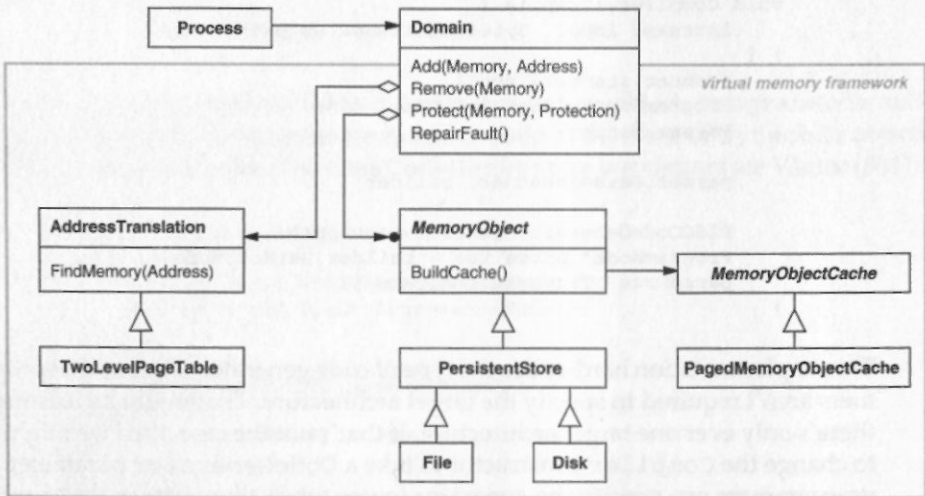 Process
Domain
Add(Memory, Address)
Remove(Memory)
Protect(Memory, Protection)
RepairFault()
virtual memory framework
AddressTranslation
FindMemory(Address)
MemoryObject
BuildCache()
MemoryObjectCache
TwoLevelPageTable
PersistentStore
PagedMemoryObjectCache
File
Disk